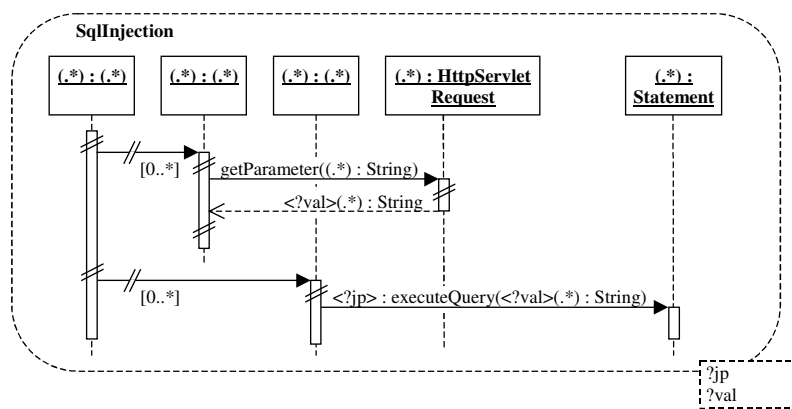 SqlInjection
(.*) : (.*)
(.*) : (.*)
(.*) : (.*)
(.*) : HttpServlet
Request
(.*) :
Statement
[0..*]
getParameter((.*) : String)
<?val>(.*) : String
[0..*]
<?jp> : executeQuery(<?val>(.*) : String)
?jp
?val